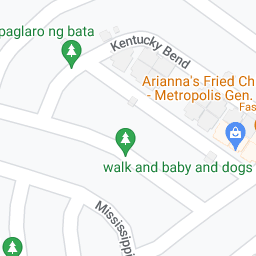 paglaro ng bata
Kentucky Bend
Arianna's Fried Ch
- Metropolis Gen.
Fas
walk and baby and dogs
Mississippi